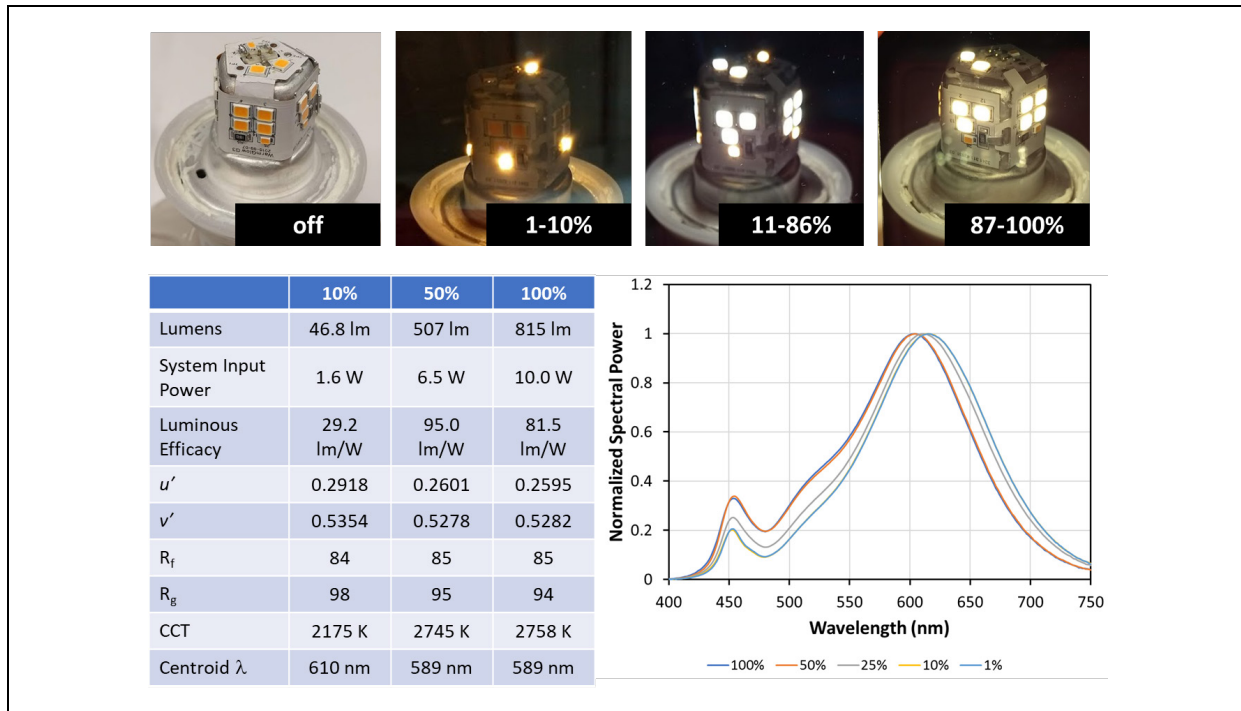 off
1-10%
11-86%
87-100%
10% 50% 100%
Lumens 46.8 lm 507 lm 815 lm
System Input
Power 1.6 W 6.5 W 10.0 W
Luminous
Efficacy 29.2
lm/W 95.0
lm/W 81.5
lm/W
u′ 0.2918 0.2601 0.2595
v′ 0.5354 0.5278 0.5282
Rf 84 85 85
Rg 98 95 94
CCT 2175 K 2745 K 2758 K
Centroid λ 610 nm 589 nm 589 nm
Normalized Spectral Power
1.2
1
0.8
0.6
0.4
0.2
0
400 450 500 550 600 650 700 750
Wavelength (nm)
100% 50% 25% 10% 1%